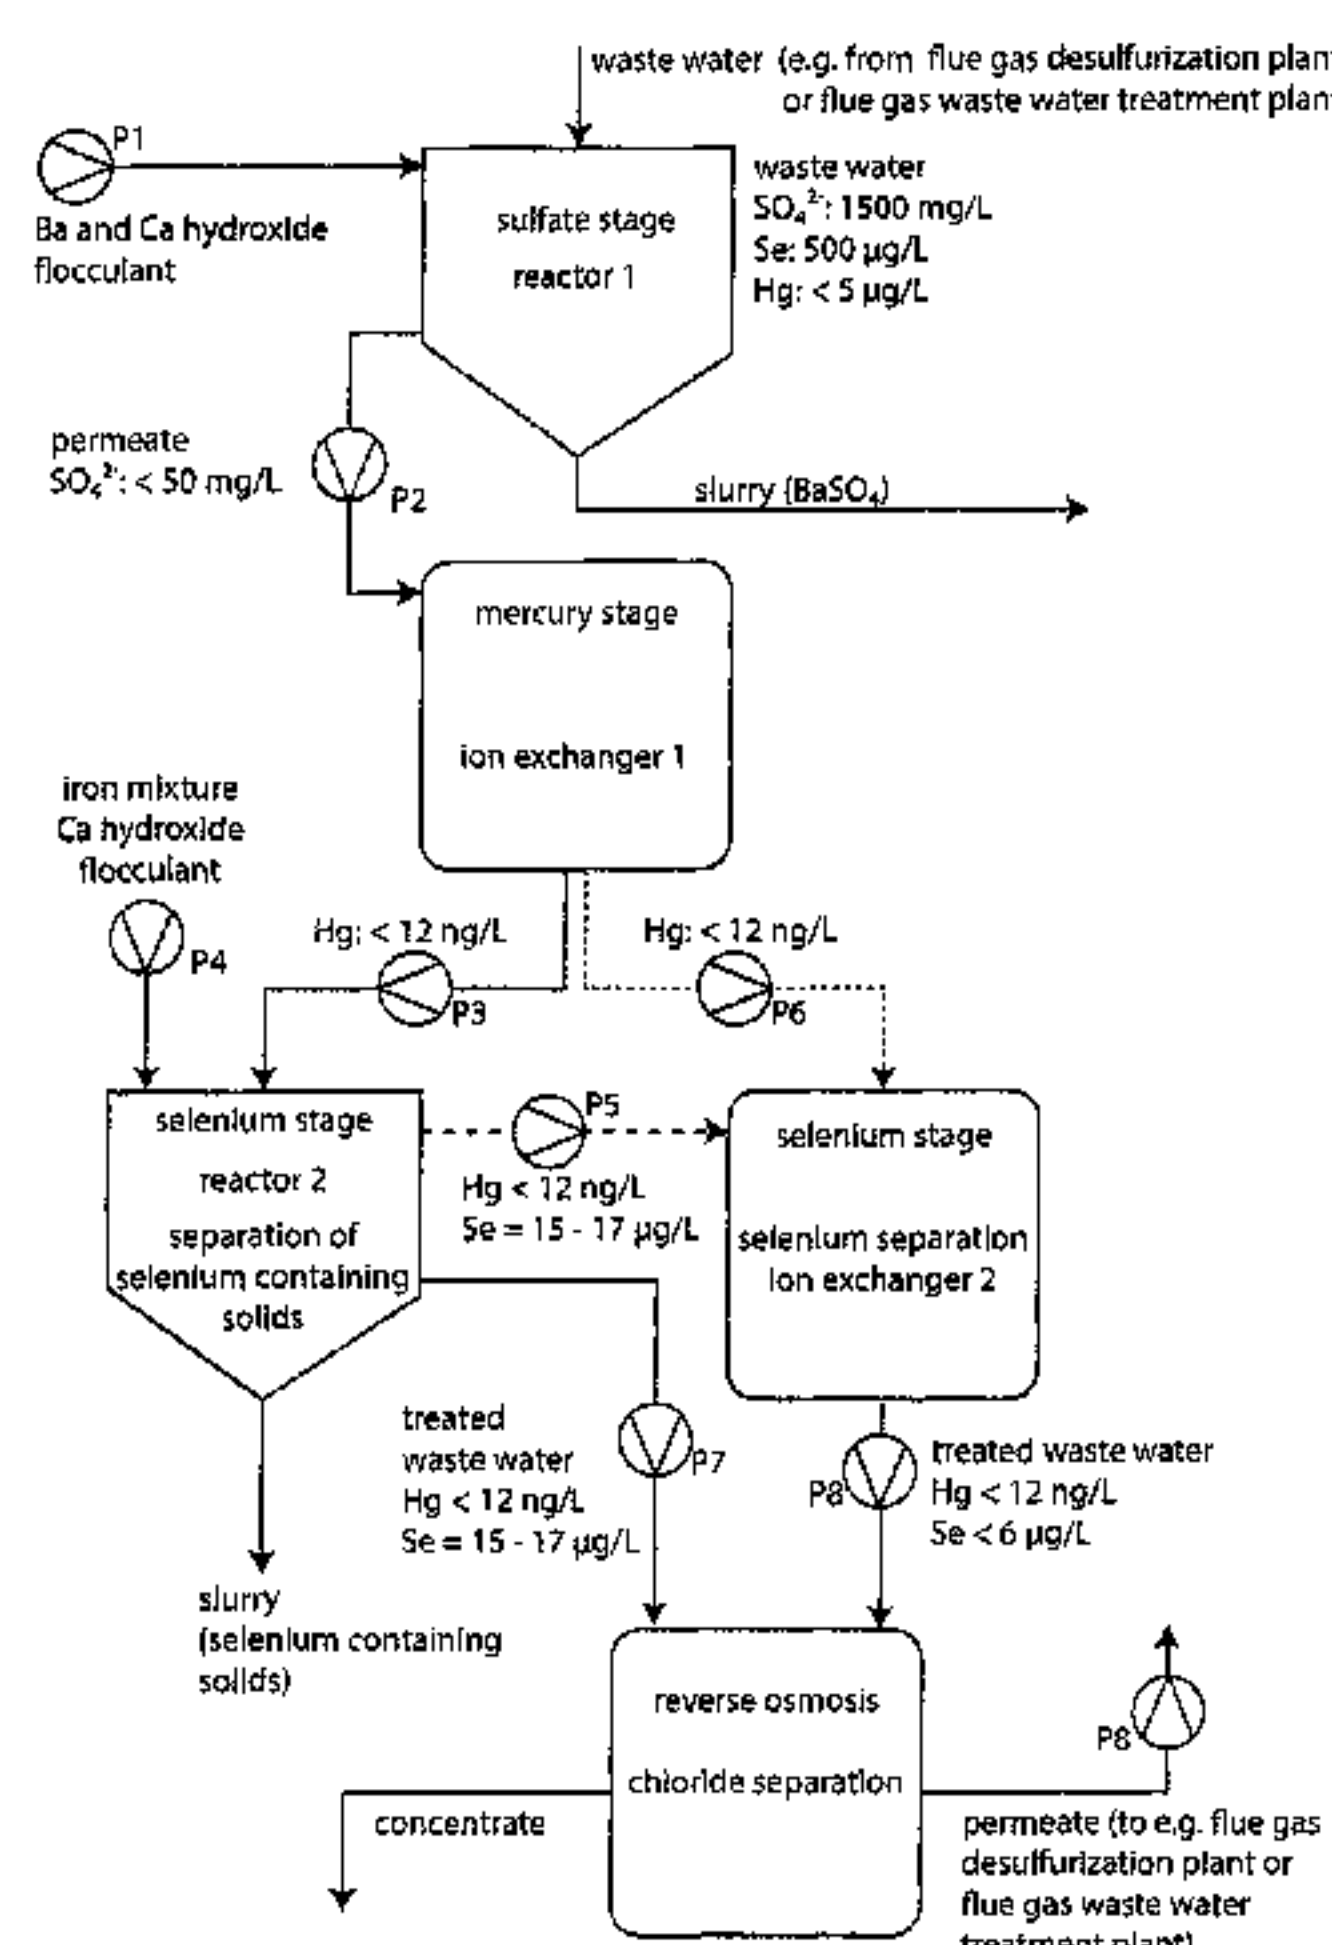 waste water (e.g. from flue gas desulfurization plant
or flue gas waste water treatment plant
P1
Ba and Ca hydroxide
flocculant
sulfate stage
reactor 1
waste water
SO₄²⁻: 1500 mg/L
Se: 500 µg/L
Hg: < 5 µg/L
permeate
SO₄²⁻: < 50 mg/L
P2
slurry (BaSO₄)
mercury stage
ion exchanger 1
iron mixture
Ca hydroxide
flocculant
P4
Hg: < 12 ng/L
P3
Hg: < 12 ng/L
P6
selenium stage
reactor 2
separation of
selenium containing
solids
P5
Hg < 12 ng/L
Se = 15 - 17 µg/L
selenium stage
selenium separation
ion exchanger 2
treated
waste water
Hg < 12 ng/L
Se = 15 - 17 µg/L
P7
P8
treated waste water
Hg < 12 ng/L
Se < 6 µg/L
slurry
(selenium containing
solids)
reverse osmosis
chloride separation
concentrate
P8
permeate (to e.g. flue gas
desulfurization plant or
flue gas waste water
treatment plant)